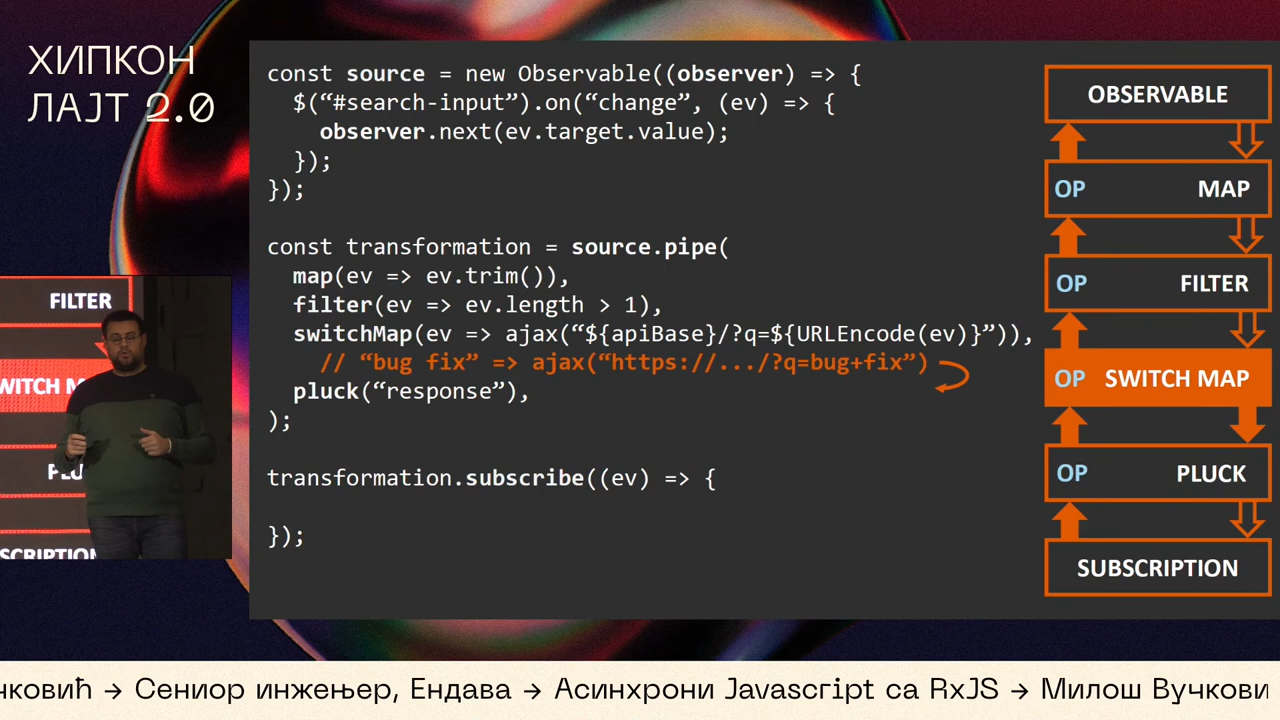 ХИПКОН
ЛАЈТ 2.0
const source = new Observable((observer) => {
$(“#search-input”).on(“change”, (ev) => {
observer.next(ev.target.value);
});
});
const transformation = source.pipe(
map(ev => ev.trim()),
filter(ev => ev.length > 1),
switchMap(ev => ajax(“${apiBase}/?q=${URLEncode(ev)}”)),
// “bug fix” => ajax(“https://.../?q=bug+fix”)
pluck(“response”),
);
transformation.subscribe((ev) => {
});
OBSERVABLE
OP MAP
OP FILTER
OP SWITCH MAP
OP PLUCK
SUBSCRIPTION
FILTER
WITCH M
PLU
SCRIPTION
чковић → Сениор инжењер, Ендава → Асинхрони Javascript са RxJS → Милош Вучкови